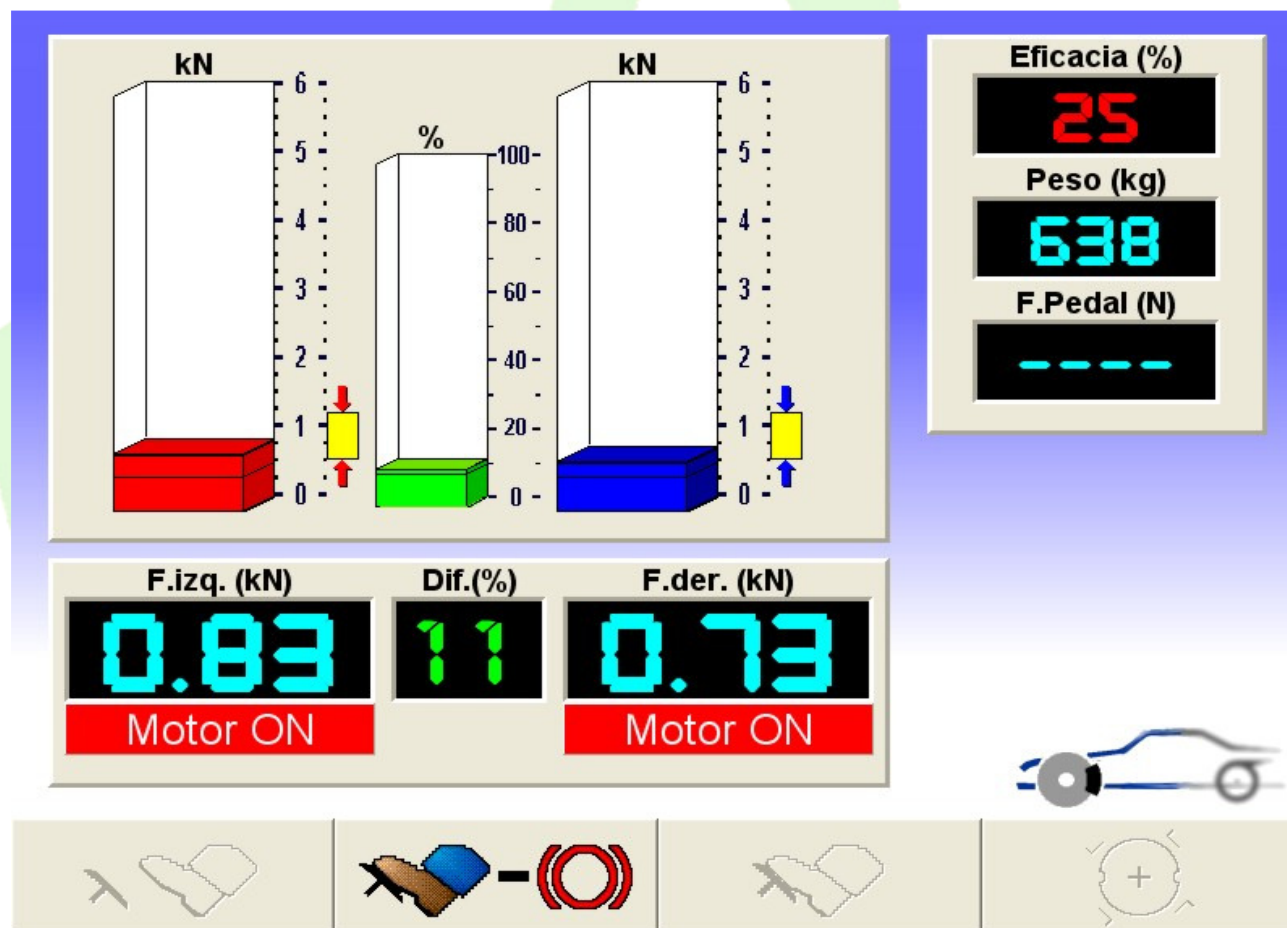 kN
6
5
4
3
2
1
0
%
100
80
60
40
20
0
kN
6
5
4
3
2
1
0
Eficacia (%)
25
Peso (kg)
638
F.Pedal (N)
----
F.izq. (kN)
0.83
Motor ON
Dif.(%)
11
F.der. (kN)
0.73
Motor ON